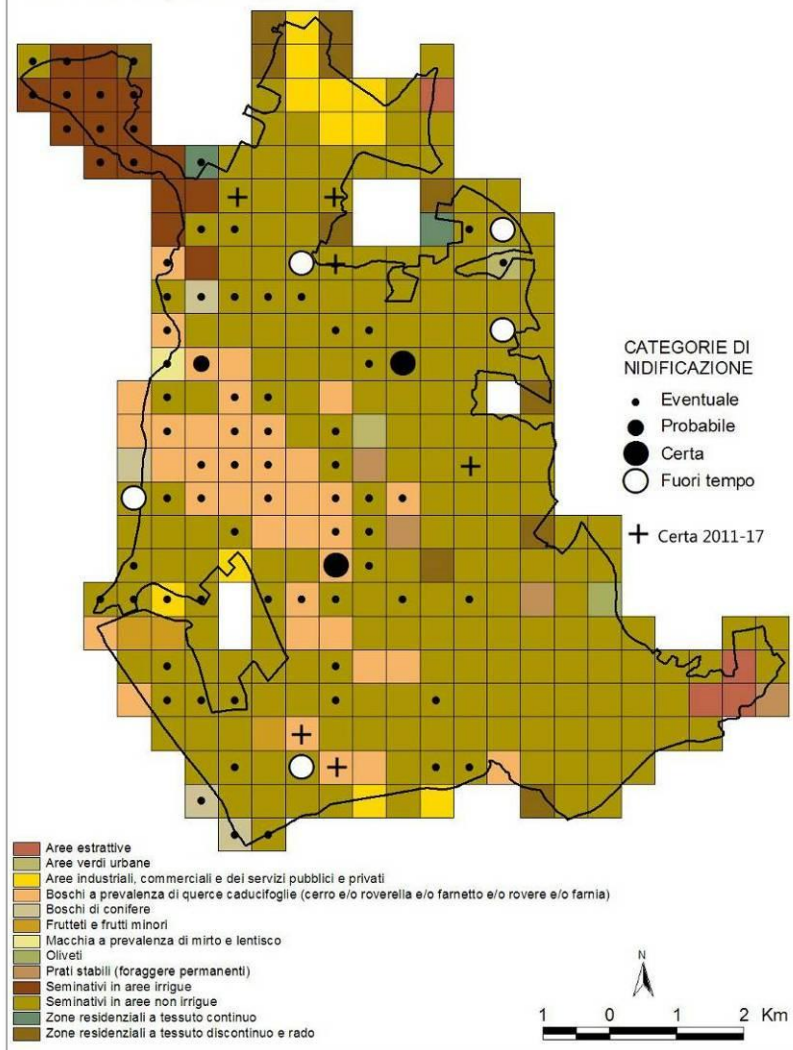 CATEGORIE DI
NIDIFICAZIONE
Eventuale
Probabile
Certa
Fuori tempo
Certa 2011-17
Aree estrattive
Aree verdi urbane
Aree industriali, commerciali e dei servizi pubblici e privati
Boschi a prevalenza di querce caducifoglie (cerro e/o roverella e/o farnetto e/o rovere e/o farnia)
Boschi di conifere
Frutteti e frutti minori
Macchia a prevalenza di mirto e lentisco
Oliveti
Prati stabili (foraggere permanenti)
Seminativi in aree irrigue
Seminativi in aree non irrigue
Zone residenziali a tessuto continuo
Zone residenziali a tessuto discontinuo e rado
N
1 0 1 2 Km